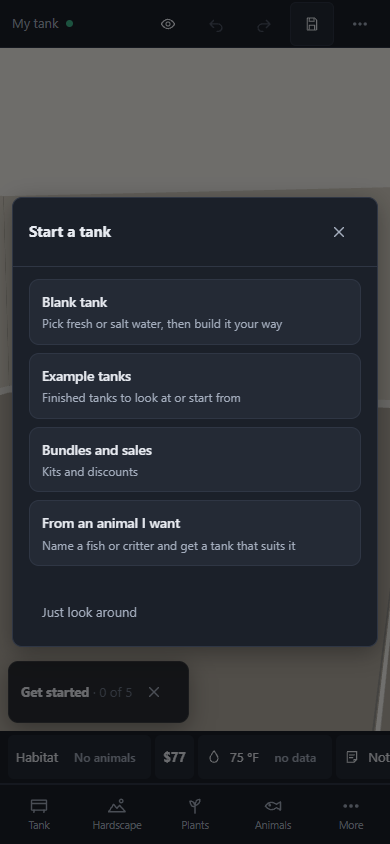 My tank
Start a tank
Blank tank
Pick fresh or salt water, then build it your way
Example tanks
Finished tanks to look at or start from
Bundles and sales
Kits and discounts
From an animal I want
Name a fish or critter and get a tank that suits it
Just look around
Get started · 0 of 5
Habitat No animals $77 75 °F no data Not
Tank Hardscape Plants Animals More